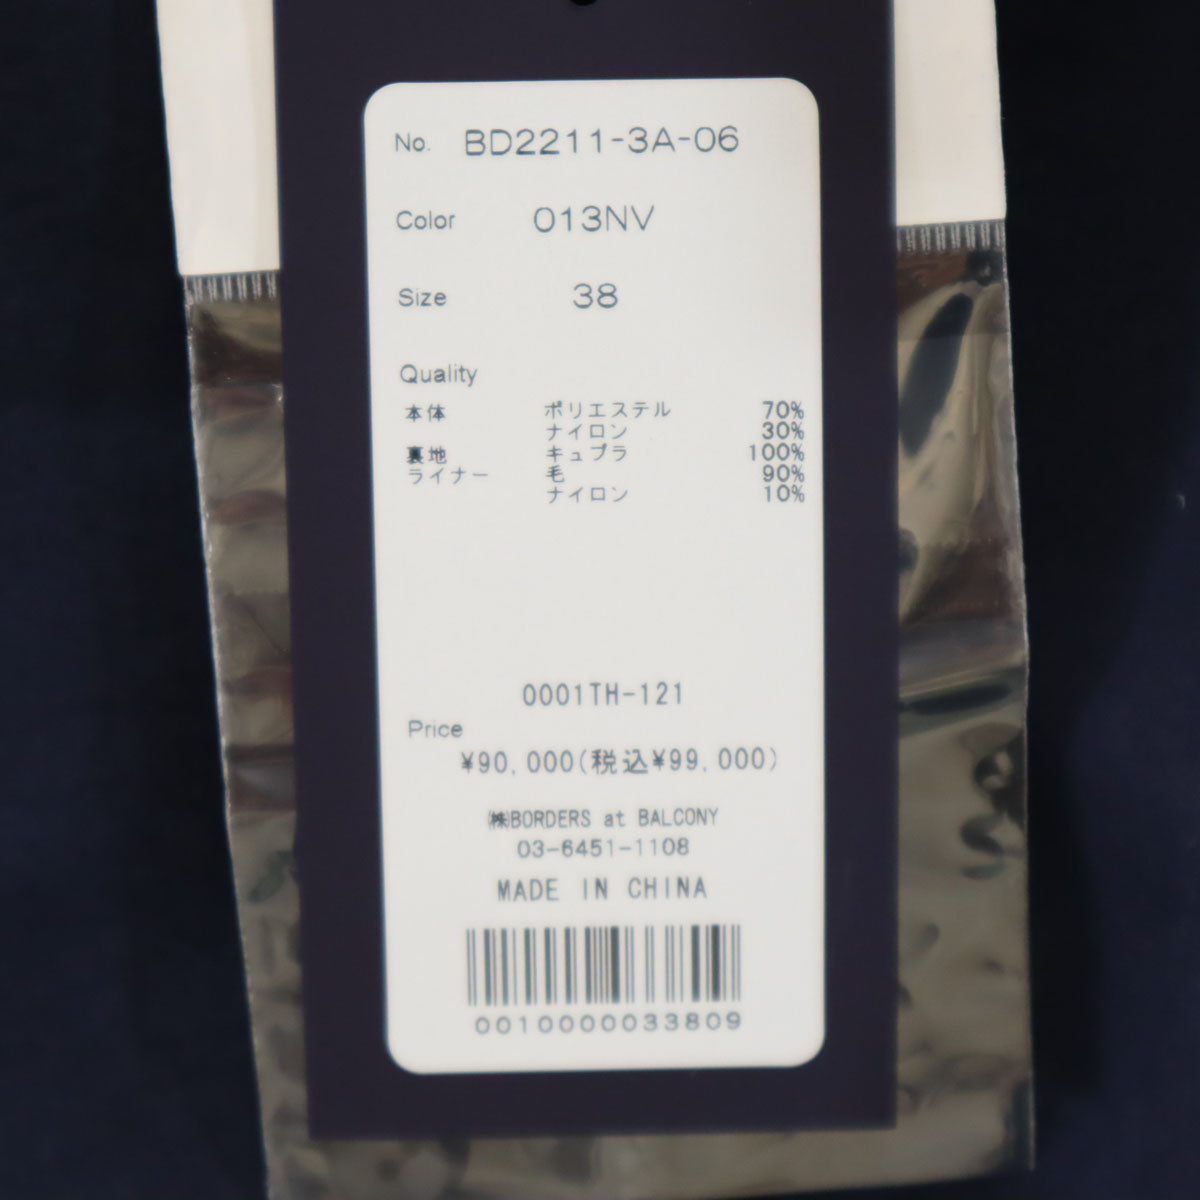 No. BD2211-3A-06
Color 013NV
Size 38
Quality
本体 ポリエステル 70%
ナイロン 30%
裏地 キュプラ 100%
ライナー 毛 90%
ナイロン 10%
0001TH-121
Price
¥90,000(税込¥99,000)
㈱BORDERS at BALCONY
03-6451-1108
MADE IN CHINA
0010000033809